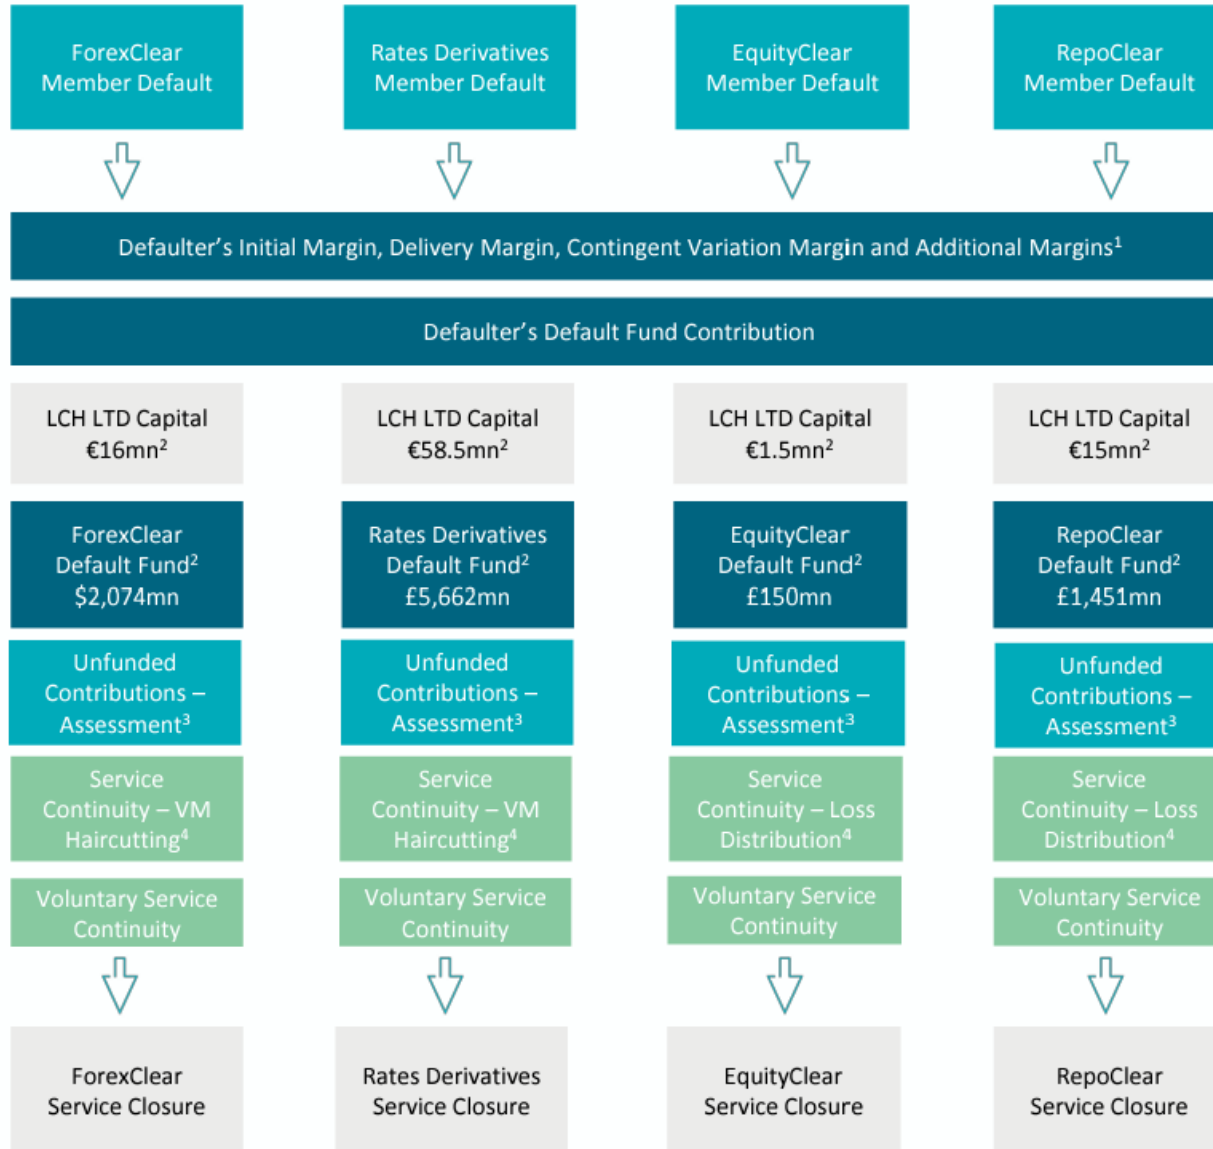 ForexClear
Member Default
Rates Derivatives
Member Default
EquityClear
Member Default
RepoClear
Member Default
Defaulter’s Initial Margin, Delivery Margin, Contingent Variation Margin and Additional Margins¹
Defaulter’s Default Fund Contribution
LCH LTD Capital
€16mn²
LCH LTD Capital
€58.5mn²
LCH LTD Capital
€1.5mn²
LCH LTD Capital
€15mn²
ForexClear
Default Fund²
$2,074mn
Rates Derivatives
Default Fund²
£5,662mn
EquityClear
Default Fund²
£150mn
RepoClear
Default Fund²
£1,451mn
Unfunded
Contributions –
Assessment³
Unfunded
Contributions –
Assessment³
Unfunded
Contributions –
Assessment³
Unfunded
Contributions –
Assessment³
Service
Continuity – VM
Haircutting⁴
Service
Continuity – VM
Haircutting⁴
Service
Continuity – Loss
Distribution⁴
Service
Continuity – Loss
Distribution⁴
Voluntary Service
Continuity
Voluntary Service
Continuity
Voluntary Service
Continuity
Voluntary Service
Continuity
ForexClear
Service Closure
Rates Derivatives
Service Closure
EquityClear
Service Closure
RepoClear
Service Closure